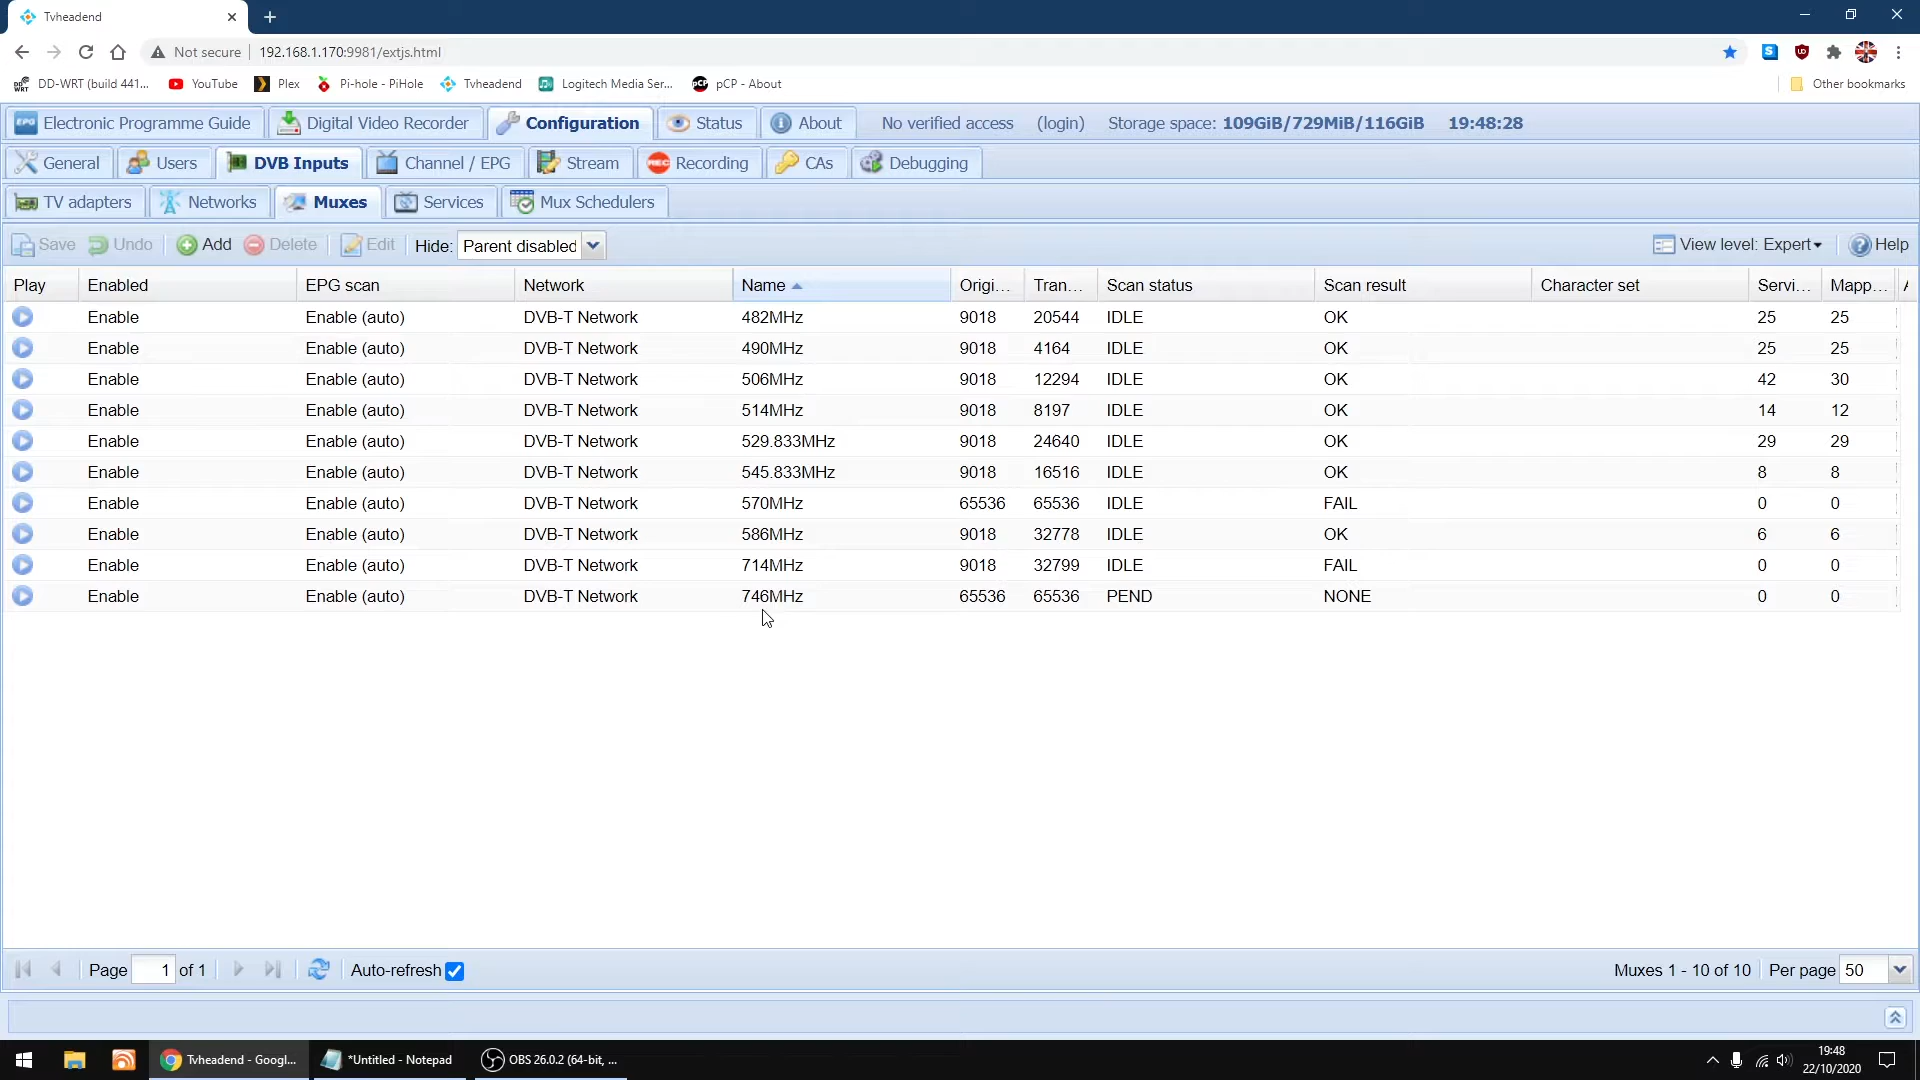 Tvheadend
Not secure 192.168.1.170:9981/extjs.html
DD-WRT (build 441... YouTube Plex Pi-hole - PiHole Tvheadend Logitech Media Ser... pCP - About Other bookmarks
Electronic Programme Guide Digital Video Recorder Configuration Status About No verified access (login) Storage space: 109GiB/729MiB/116GiB 19:48:28
General Users DVB Inputs Channel / EPG Stream Recording CAs Debugging
TV adapters Networks Muxes Services Mux Schedulers
Save Undo Add Delete Edit Hide: Parent disabled View level: Expert Help
Play Enabled EPG scan Network Name Origi... Tran... Scan status Scan result Character set Servi... Mapp...
Enable Enable (auto) DVB-T Network 482MHz 9018 20544 IDLE OK 25 25
Enable Enable (auto) DVB-T Network 490MHz 9018 4164 IDLE OK 25 25
Enable Enable (auto) DVB-T Network 506MHz 9018 12294 IDLE OK 42 30
Enable Enable (auto) DVB-T Network 514MHz 9018 8197 IDLE OK 14 12
Enable Enable (auto) DVB-T Network 529.833MHz 9018 24640 IDLE OK 29 29
Enable Enable (auto) DVB-T Network 545.833MHz 9018 16516 IDLE OK 8 8
Enable Enable (auto) DVB-T Network 570MHz 65536 65536 IDLE FAIL 0 0
Enable Enable (auto) DVB-T Network 586MHz 9018 32778 IDLE OK 6 6
Enable Enable (auto) DVB-T Network 714MHz 9018 32799 IDLE FAIL 0 0
Enable Enable (auto) DVB-T Network 746MHz 65536 65536 PEND NONE 0 0
Page 1 of 1 Auto-refresh Muxes 1 - 10 of 10 Per page 50
Tvheadend - Googl... *Untitled - Notepad OBS 26.0.2 (64-bit, ... 19:48
22/10/2020